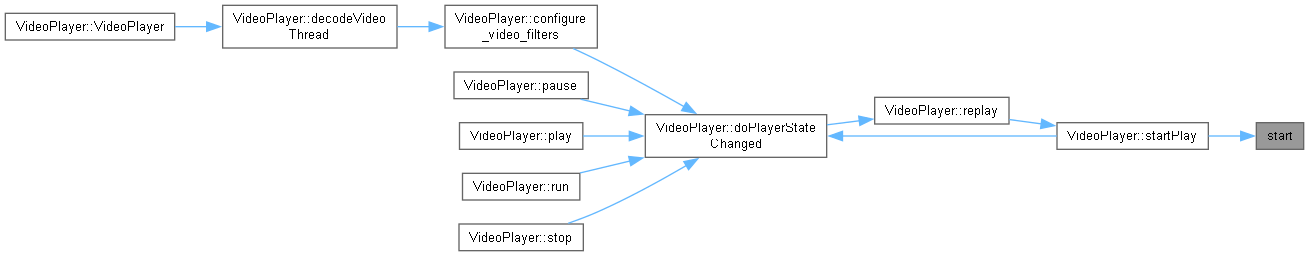 VideoPlayer::VideoPlayer
VideoPlayer::decodeVideo
Thread
VideoPlayer::configure
_video_filters
VideoPlayer::pause
VideoPlayer::play
VideoPlayer::run
VideoPlayer::stop
VideoPlayer::doPlayerState
Changed
VideoPlayer::replay
VideoPlayer::startPlay
start